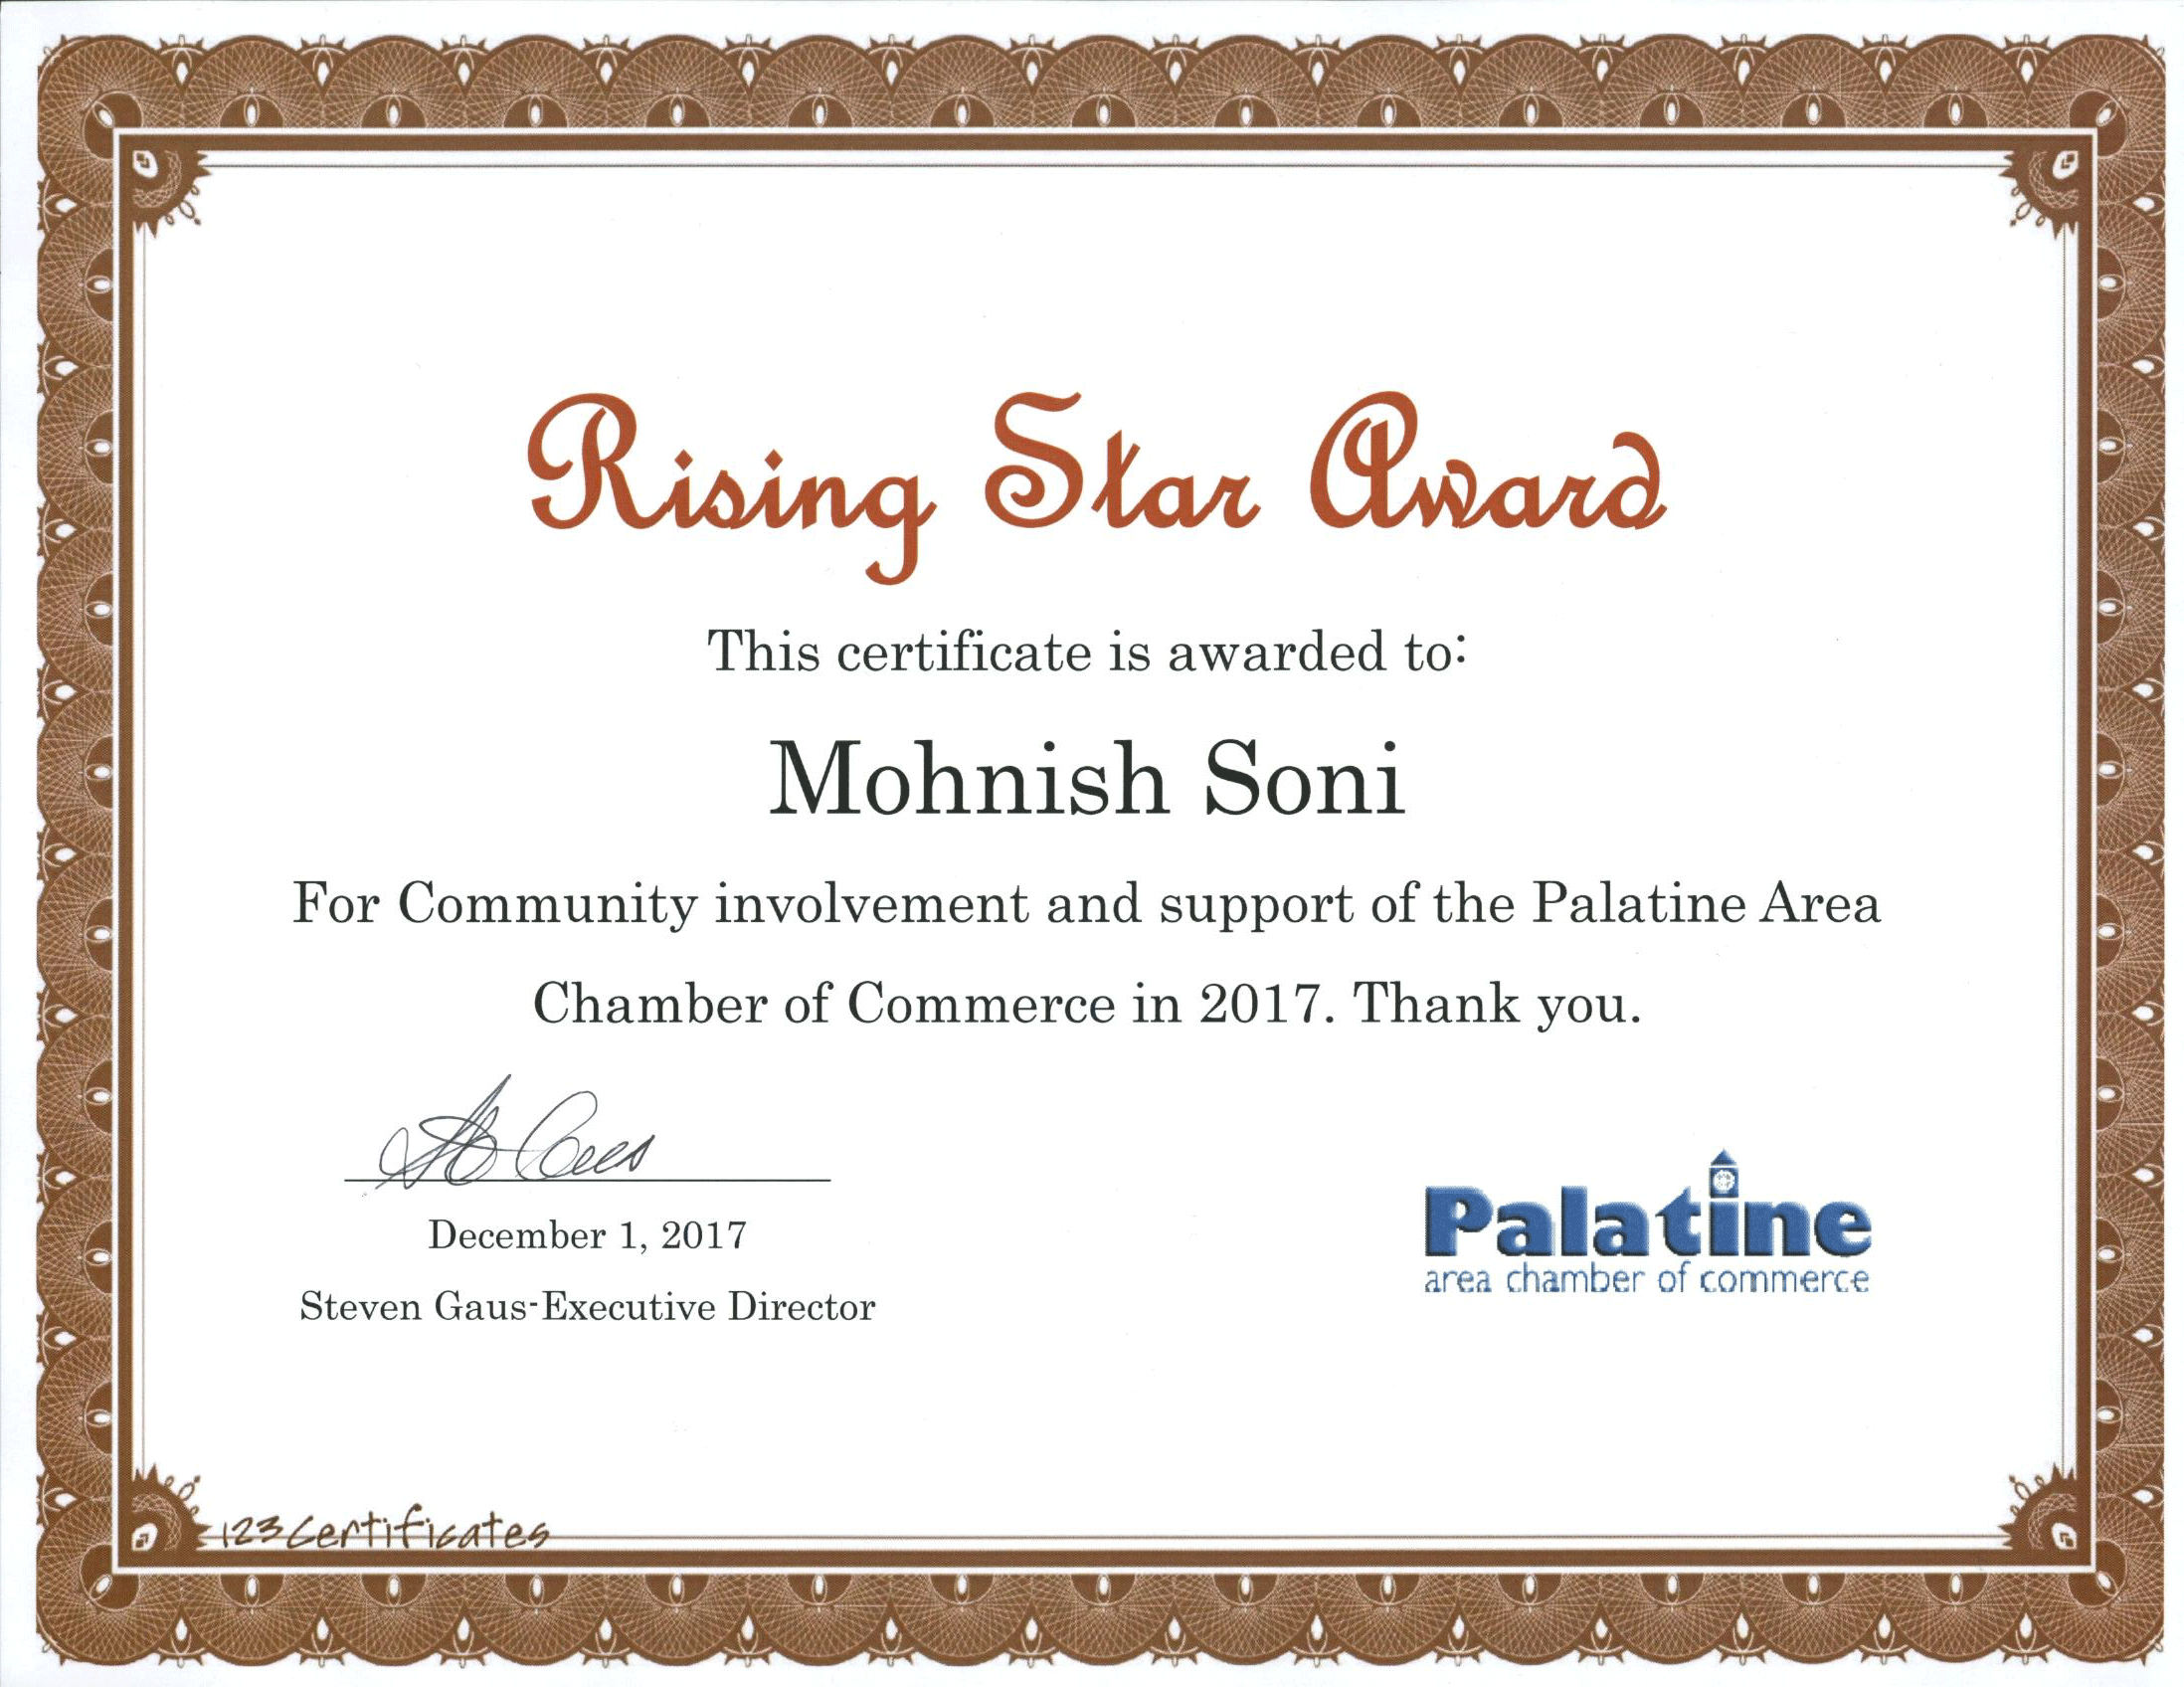 Rising Star Award
This certificate is awarded to:
Mohnish Soni
For Community involvement and support of the Palatine Area
Chamber of Commerce in 2017. Thank you.
December 1, 2017
Steven Gaus-Executive Director
Palatine
area chamber of commerce
123Certificates